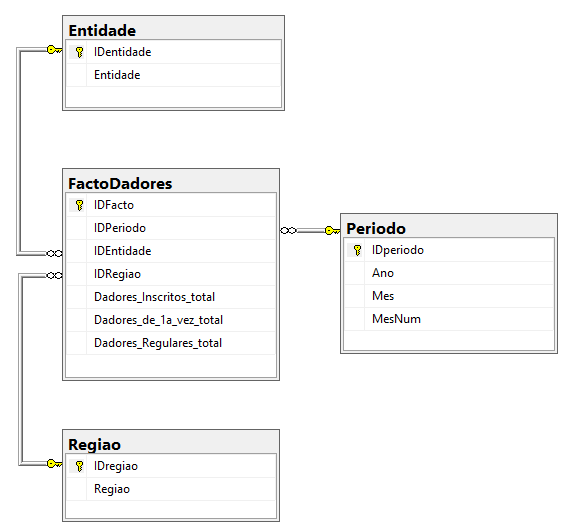 Entidade
IDentidade
Entidade
FactoDadores
IDFacto
IDPeriodo
IDEntidade
IDRegiao
Dadores_Inscritos_total
Dadores_de_1a_vez_total
Dadores_Regulares_total
Periodo
IDperiodo
Ano
Mes
MesNum
Regiao
IDregiao
Regiao